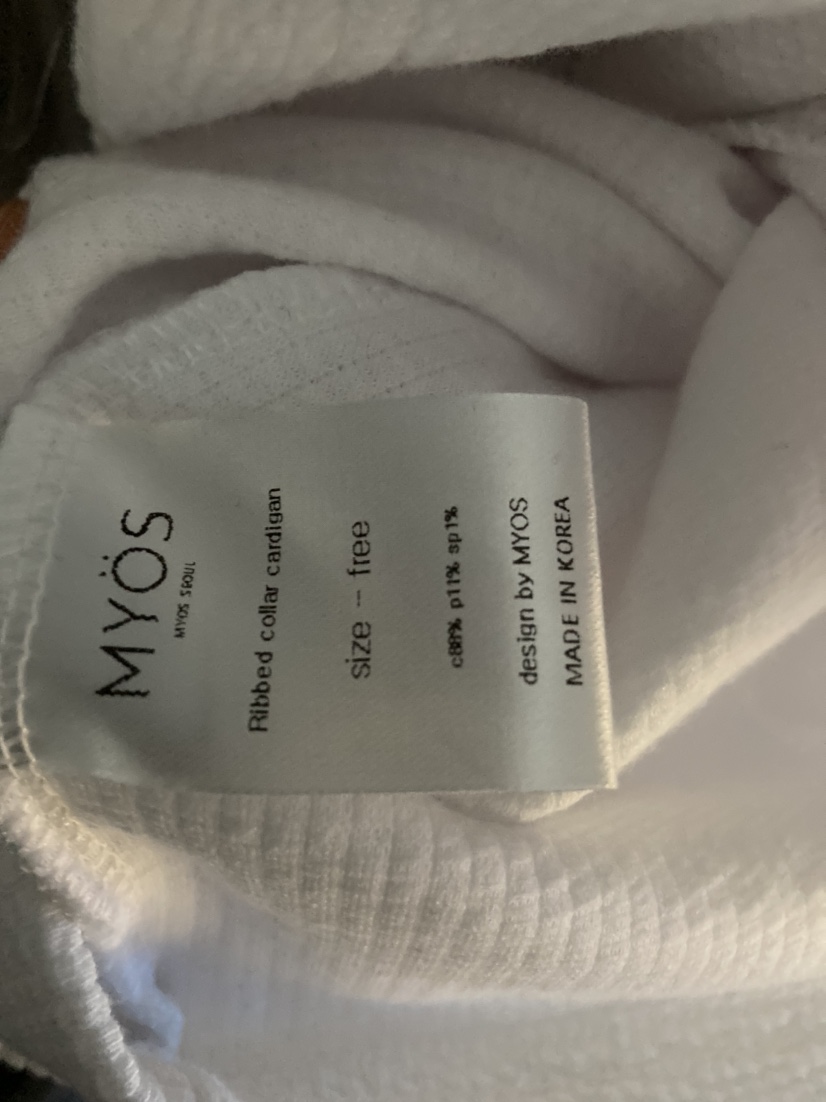 MYÖS
MYOS SEOUL
Ribbed collar cardigan
size - free
c88% p11% sp1%
design by MYOS
MADE IN KOREA